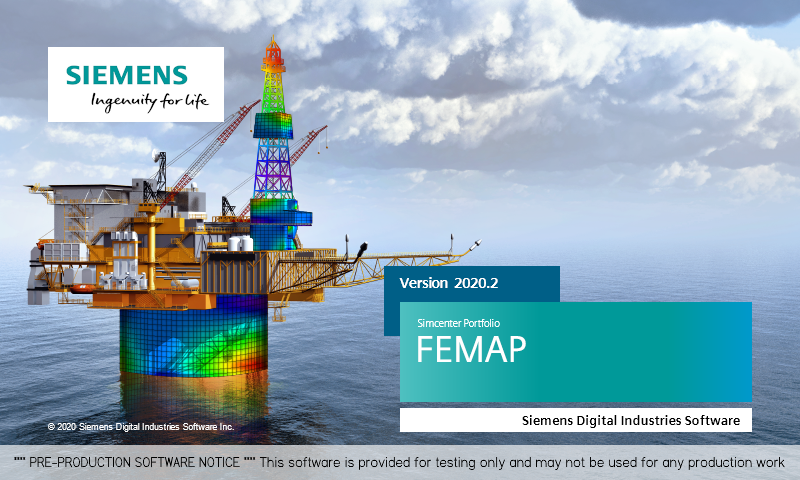 SIEMENS
Ingenuity for life
Version 2020.2
Simcenter Portfolio
FEMAP
Siemens Digital Industries Software
© 2020 Siemens Digital Industries Software Inc.
"" PRE-PRODUCTION SOFTWARE NOTICE "" This software is provided for testing only and may not be used for any production work